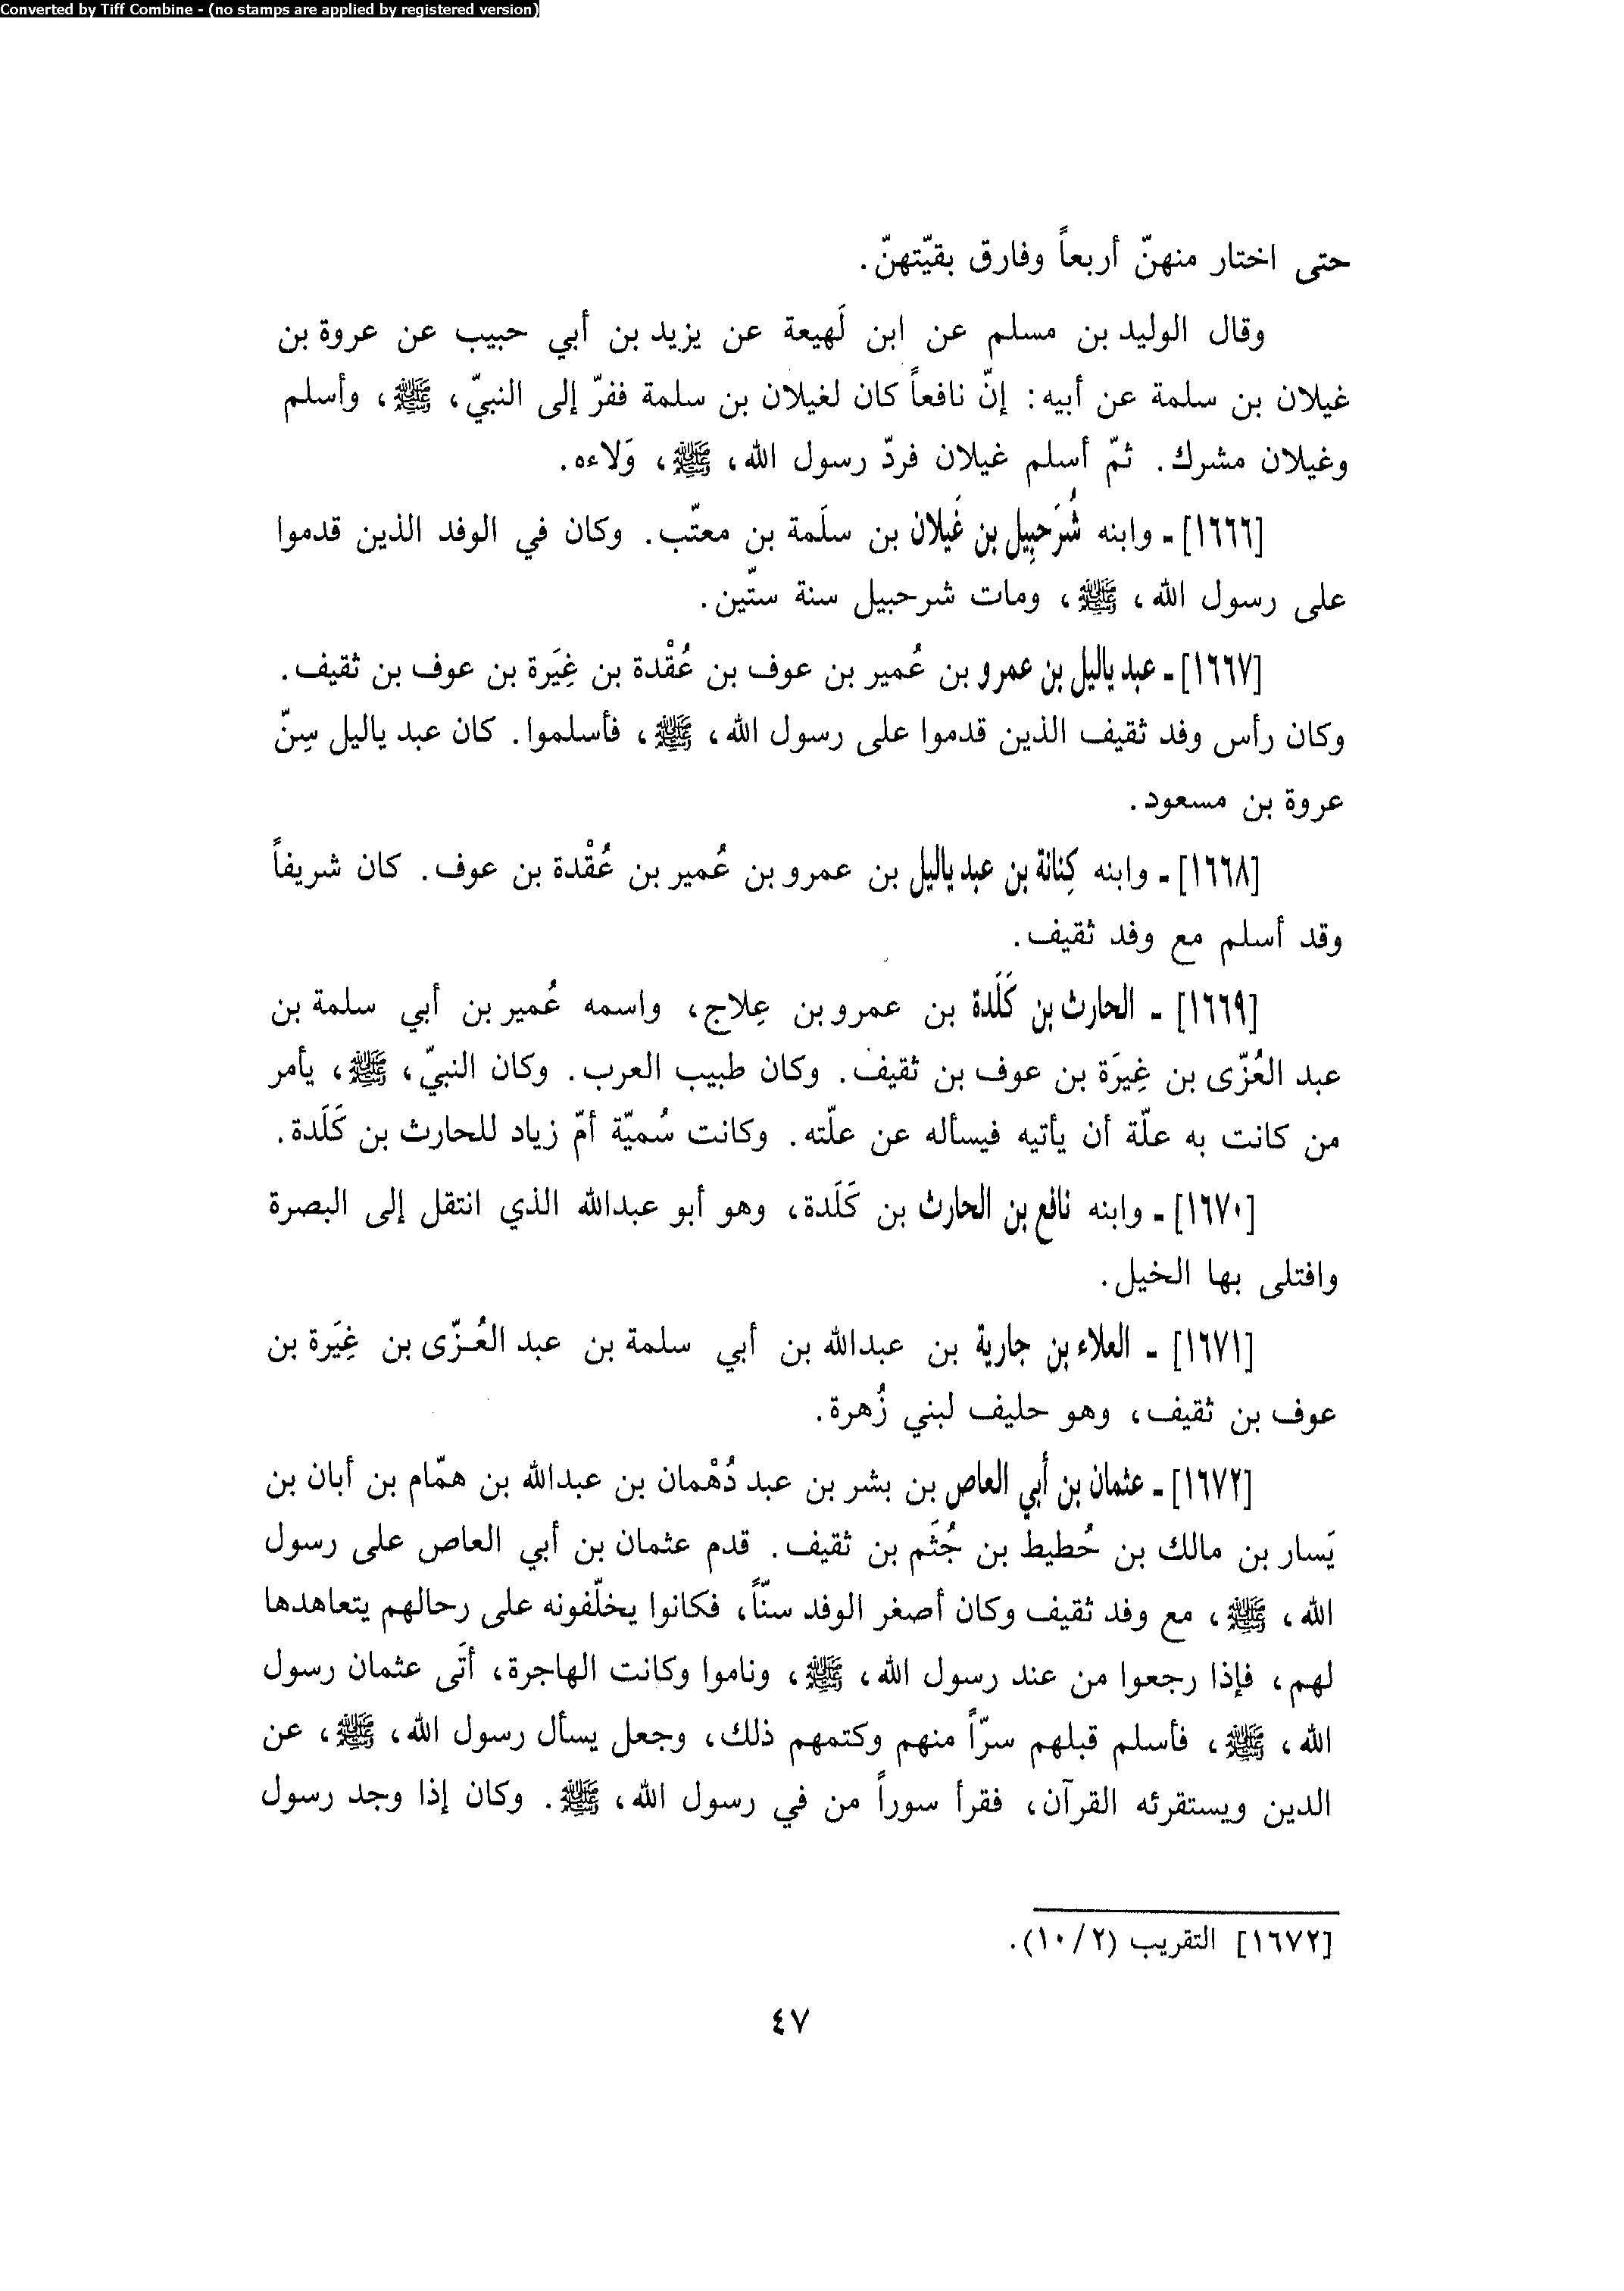 Converted by Tiff Combine - (no stamps are applied by registered version)
حتى اختار منهنّ أربعاً وفارق بقيّتهنّ.
وقال الوليد بن مسلم عن ابن لَهيعة عن يزيد بن أبي حبيب عن عروة بن
غيلان بن سلمة عن أبيه: إنّ نافعاً كان لغيلان بن سلمة ففرّ إلى النبيّ، ﷺ، وأسلم
وغيلان مشرك. ثمّ أسلم غيلان فردّ رسول الله، ﷺ، وَلاءه.
[١٦٦٦]- وابنه شُرَحبِيل بن غَيلان بن سلَمة بن معتّب. وكان في الوفد الذين قدموا
على رسول الله، ﷺ، ومات شرحبيل سنة ستّين.
[١٦٦٧]- عبد ياليل بن عمرو بن عُمير بن عوف بن عُقْدة بن غِيَرة بن عوف بن ثقيف.
وكان رأس وفد ثقيف الذين قدموا على رسول الله، ﷺ، فأسلموا. كان عبد ياليل سِنّ
عروة بن مسعود.
[١٦٦٨]- وابنه كِنانة بن عبد ياليل بن عمرو بن عُمير بن عُقْدة بن عوف. كان شريفاً
وقد أسلم مع وفد ثقيف.
[١٦٦٩] - الحارث بن كَلَدة بن عمرو بن عِلاج، واسمه عُمير بن أبي سلمة بن
عبد العُزّى بن غِيَرَة بن عوف بن ثقيف. وكان طبيب العرب. وكان النبيّ، ﷺ، يأمر
من كانت به علّة أن يأتيه فيسأله عن علّته. وكانت سُميّة أمّ زياد للحارث بن كَلَدة.
[١٦٧٠]- وابنه نافع بن الحارث بن كَلَدة، وهو أبو عبدالله الذي انتقل إلى البصرة
وافتلى بها الخيل.
[١٦٧١] - العلاء بن جارية بن عبدالله بن أبي سلمة بن عبد العُـزّى بن غِيَرة بن
عوف بن ثقيف، وهو حليف لبني زُهرة.
[١٦٧٢]- عثمان بن أبي العاص بن بشر بن عبد دُهْمان بن عبدالله بن همّام بن أبان بن
يَسار بن مالك بن حُطيط بن جُثَم بن ثقيف. قدم عثمان بن أبي العاص على رسول
الله، ﷺ، مع وفد ثقيف وكان أصغر الوفد سنّاً، فكانوا يخلّفونه على رحالهم يتعاهدها
لهم، فإذا رجعوا من عند رسول الله، ﷺ، وناموا وكانت الهاجرة، أتَى عثمان رسول
الله، ﷺ، فأسلم قبلهم سرّاً منهم وكتمهم ذلك، وجعل يسأل رسول الله، ﷺ، عن
الدين ويستقرئه القرآن، فقرأ سوراً من في رسول الله، ﷺ. وكان إذا وجد رسول
[١٦٧٢] التقريب (١٠/٢).
٤٧